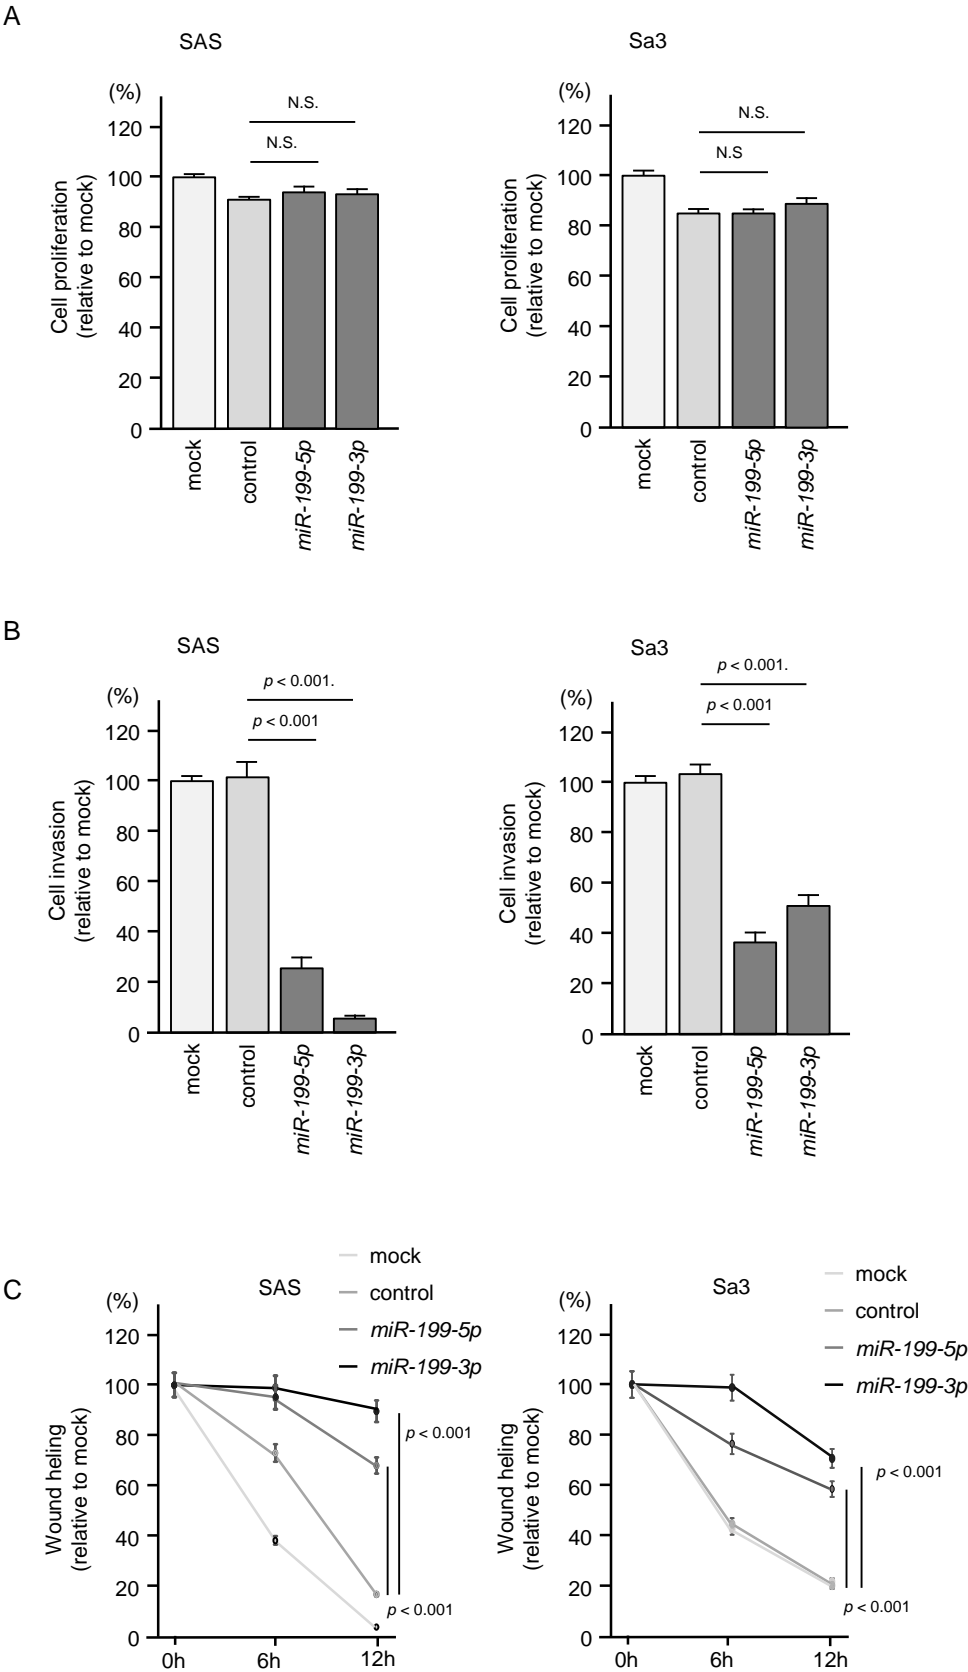 A
SAS
(%)
Cell proliferation
(relative to mock)
120
100
80
60
40
20
0
N.S.
N.S.
mock
control
miR-199-5p
miR-199-3p
Sa3
(%)
Cell proliferation
(relative to mock)
120
100
80
60
40
20
0
N.S.
N.S
mock
control
miR-199-5p
miR-199-3p
B
SAS
(%)
Cell invasion
(relative to mock)
120
100
80
60
40
20
0
p < 0.001.
p < 0.001
mock
control
miR-199-5p
miR-199-3p
Sa3
(%)
Cell invasion
(relative to mock)
120
100
80
60
40
20
0
p < 0.001.
p < 0.001
mock
control
miR-199-5p
miR-199-3p
C
SAS
mock
control
miR-199-5p
miR-199-3p
(%)
Wound heling
(relative to mock)
120
100
80
60
40
20
0
p < 0.001
p < 0.001
0h
6h
12h
Sa3
mock
control
miR-199-5p
miR-199-3p
(%)
Wound heling
(relative to mock)
120
100
80
60
40
20
0
p < 0.001
p < 0.001
0h
6h
12h